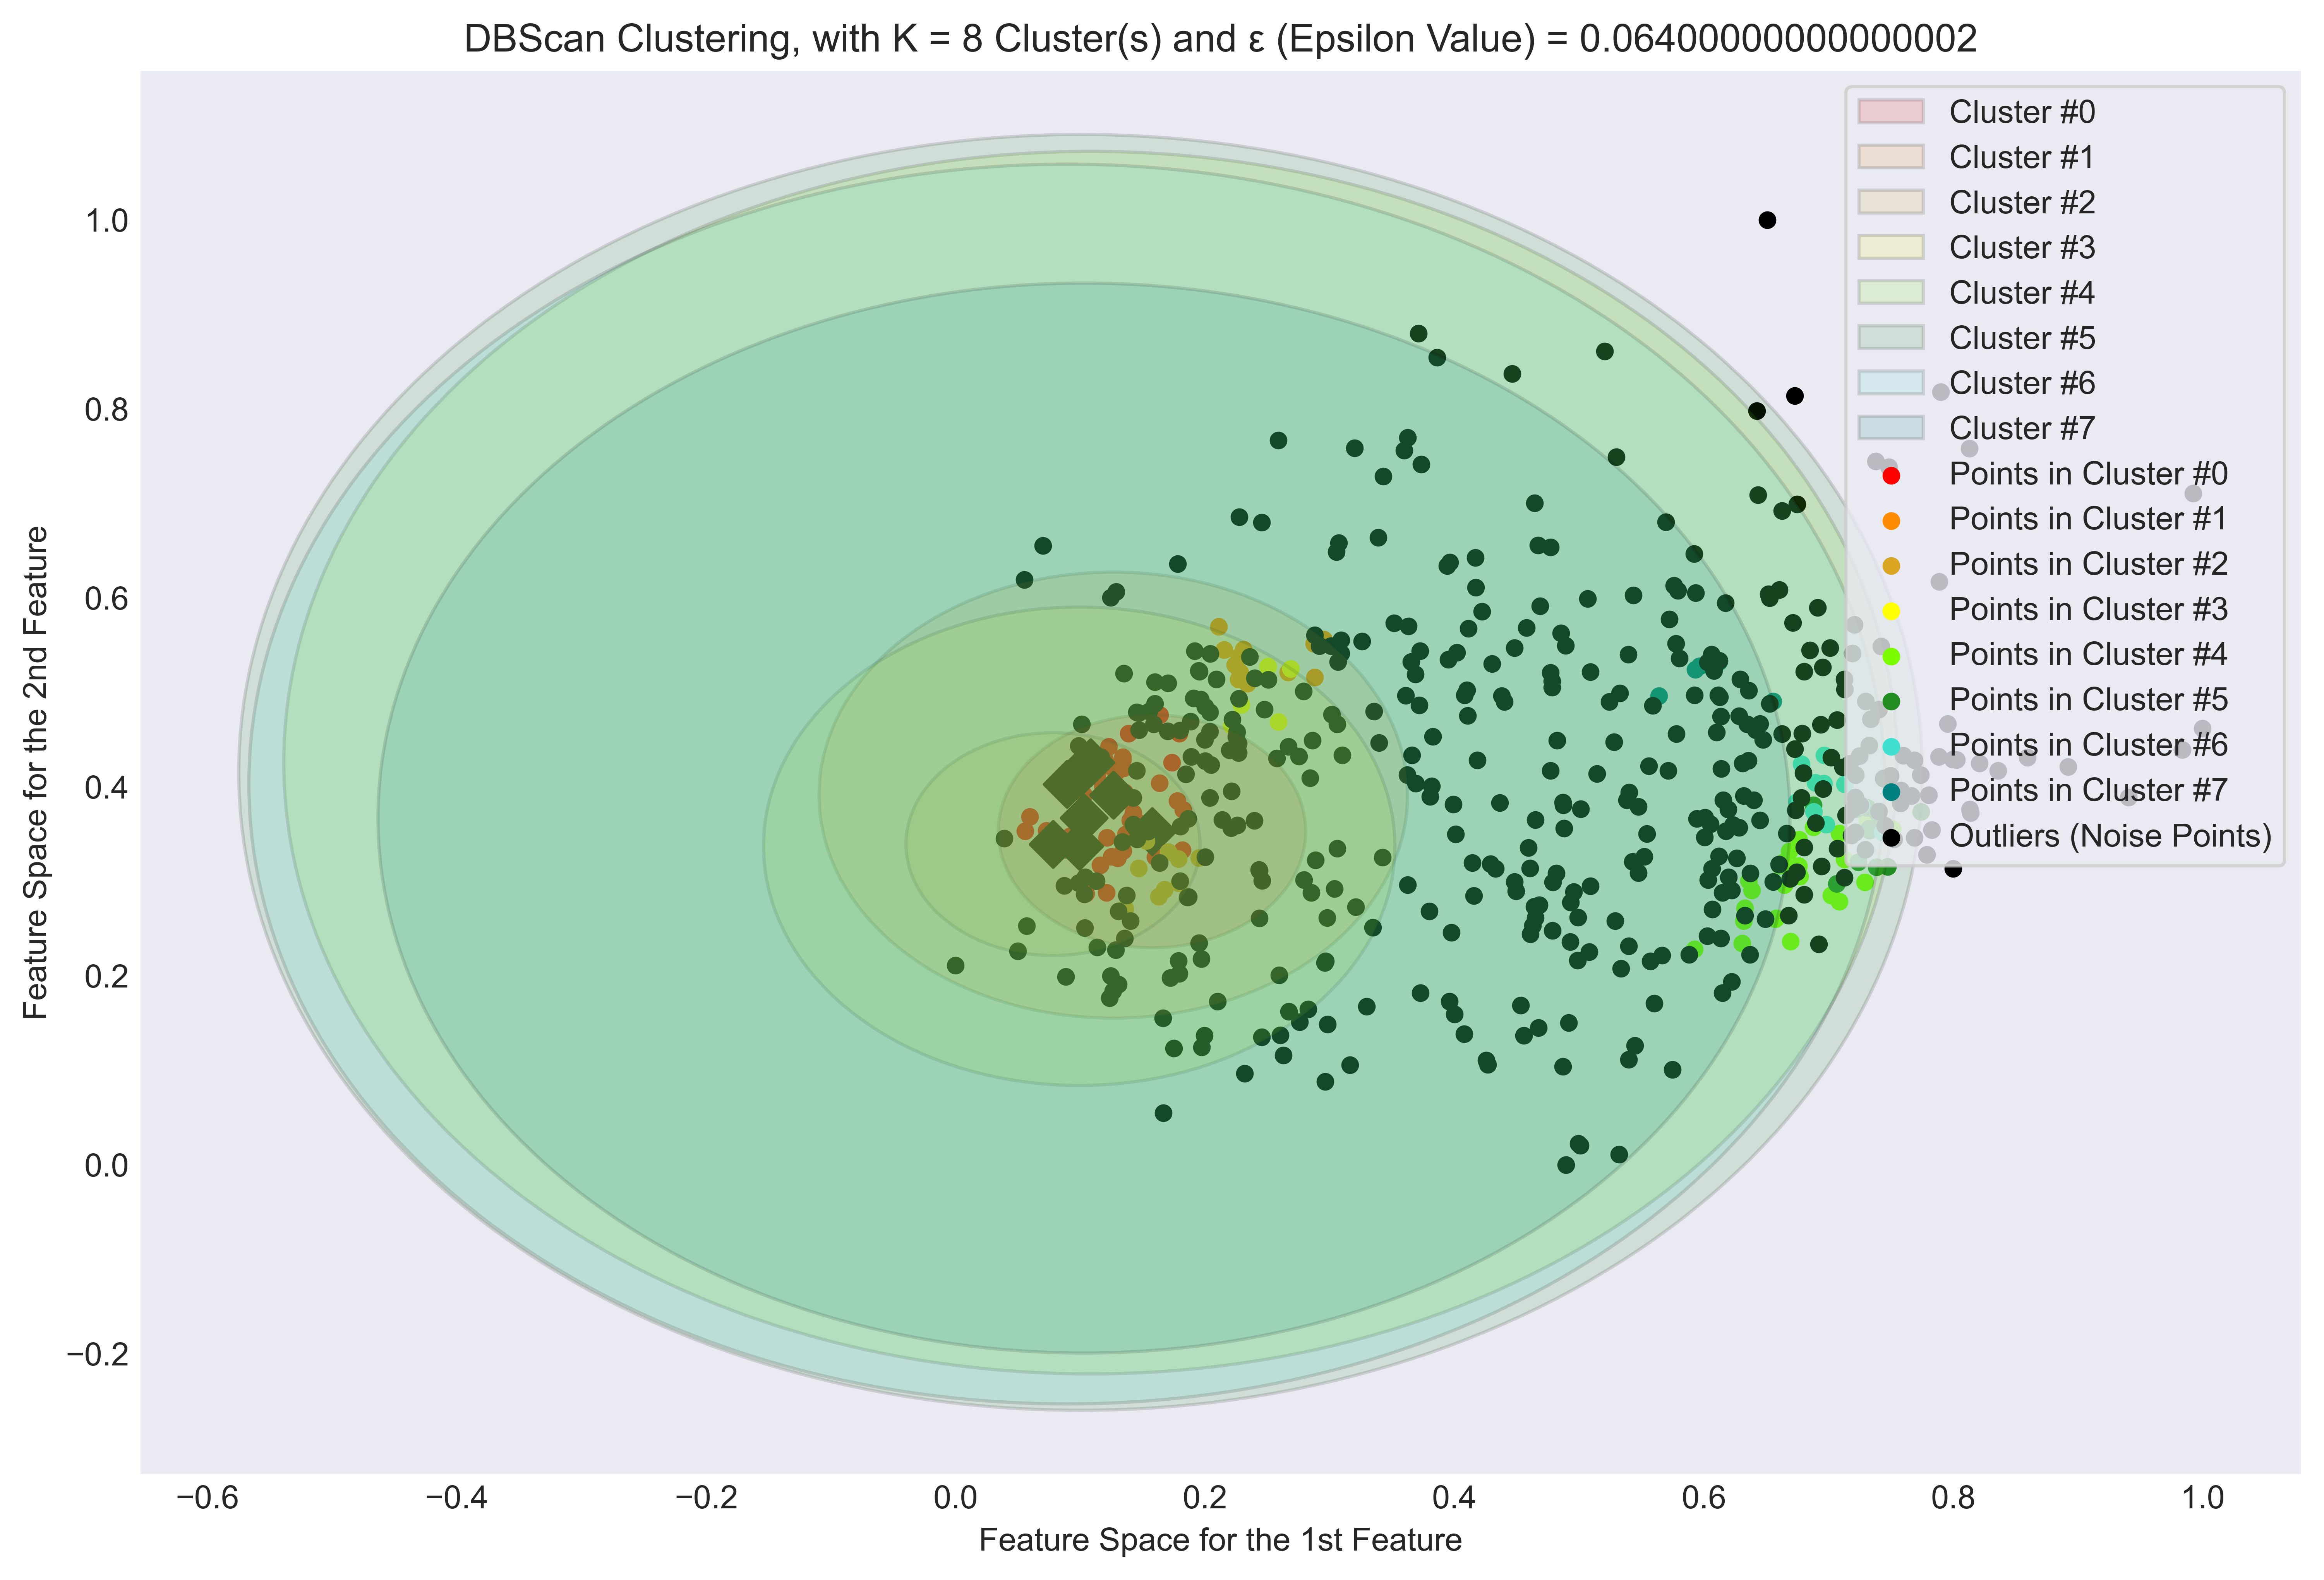 DBScan Clustering, with K = 8 Cluster(s) and ε (Epsilon Value) = 0.06400000000000002
Cluster #0
Cluster #1
Cluster #2
Cluster #3
Cluster #4
Cluster #5
Cluster #6
Cluster #7
Points in Cluster #0
Points in Cluster #1
Points in Cluster #2
Points in Cluster #3
Points in Cluster #4
Points in Cluster #5
Points in Cluster #6
Points in Cluster #7
Outliers (Noise Points)
Feature Space for the 2nd Feature
1.0
0.8
0.6
0.4
0.2
0.0
−0.2
−0.6 −0.4 −0.2 0.0 0.2 0.4 0.6 0.8 1.0
Feature Space for the 1st Feature